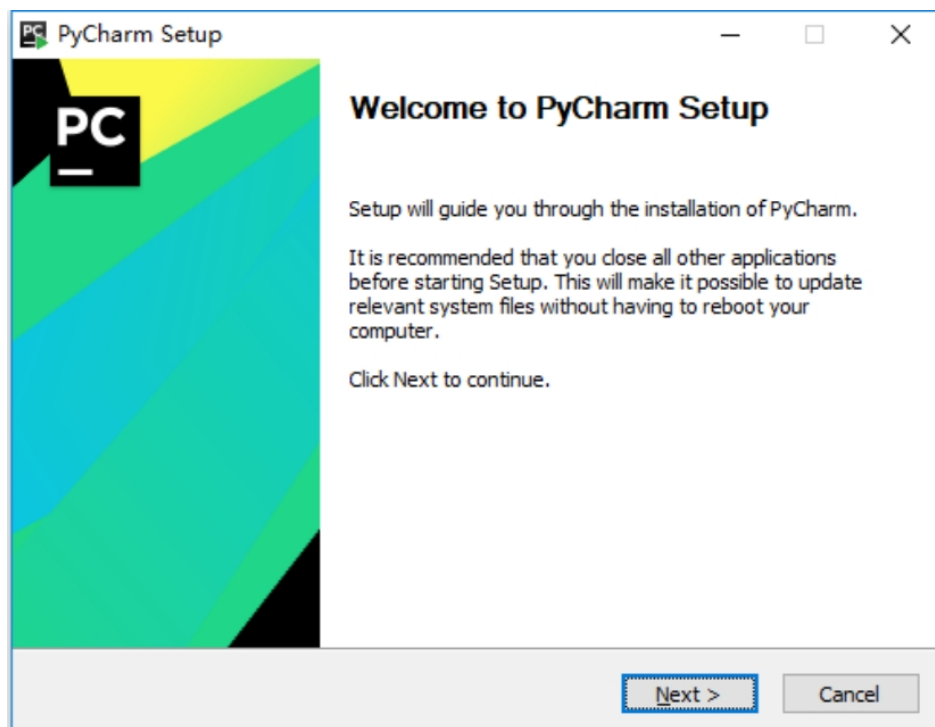 PyCharm Setup
PC
Welcome to PyCharm Setup
Setup will guide you through the installation of PyCharm.
It is recommended that you close all other applications
before starting Setup. This will make it possible to update
relevant system files without having to reboot your
computer.
Click Next to continue.
Next >
Cancel